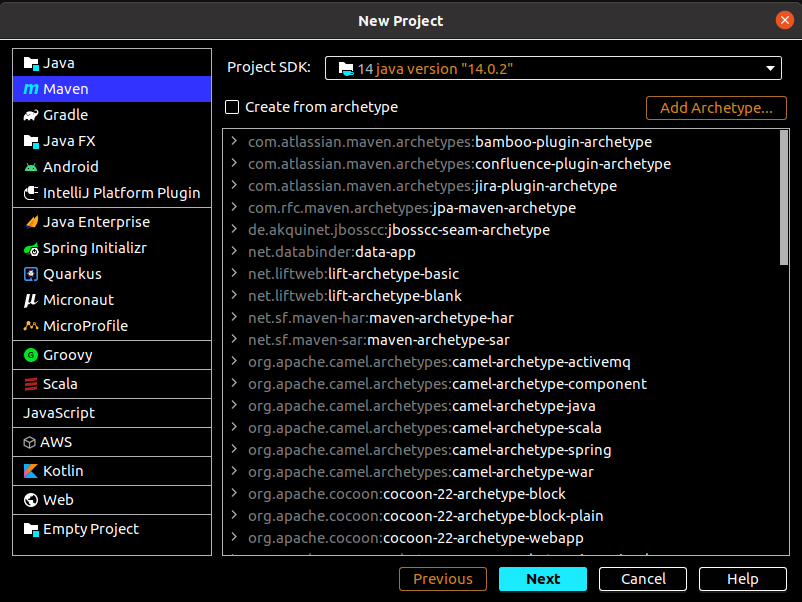 New Project
Java
Maven
Gradle
Java FX
Android
IntelliJ Platform Plugin
Java Enterprise
Spring Initializr
Quarkus
Micronaut
MicroProfile
Groovy
Scala
JavaScript
AWS
Kotlin
Web
Empty Project
Project SDK: 14 java version "14.0.2"
Create from archetype
Add Archetype...
com.atlassian.maven.archetypes:bamboo-plugin-archetype
com.atlassian.maven.archetypes:confluence-plugin-archetype
com.atlassian.maven.archetypes:jira-plugin-archetype
com.rfc.maven.archetypes:jpa-maven-archetype
de.akquinet.jbosscc:jbosscc-seam-archetype
net.databinder:data-app
net.liftweb:lift-archetype-basic
net.liftweb:lift-archetype-blank
net.sf.maven-har:maven-archetype-har
net.sf.maven-sar:maven-archetype-sar
org.apache.camel.archetypes:camel-archetype-activemq
org.apache.camel.archetypes:camel-archetype-component
org.apache.camel.archetypes:camel-archetype-java
org.apache.camel.archetypes:camel-archetype-scala
org.apache.camel.archetypes:camel-archetype-spring
org.apache.camel.archetypes:camel-archetype-war
org.apache.cocoon:cocoon-22-archetype-block
org.apache.cocoon:cocoon-22-archetype-block-plain
org.apache.cocoon:cocoon-22-archetype-webapp
Previous
Next
Cancel
Help